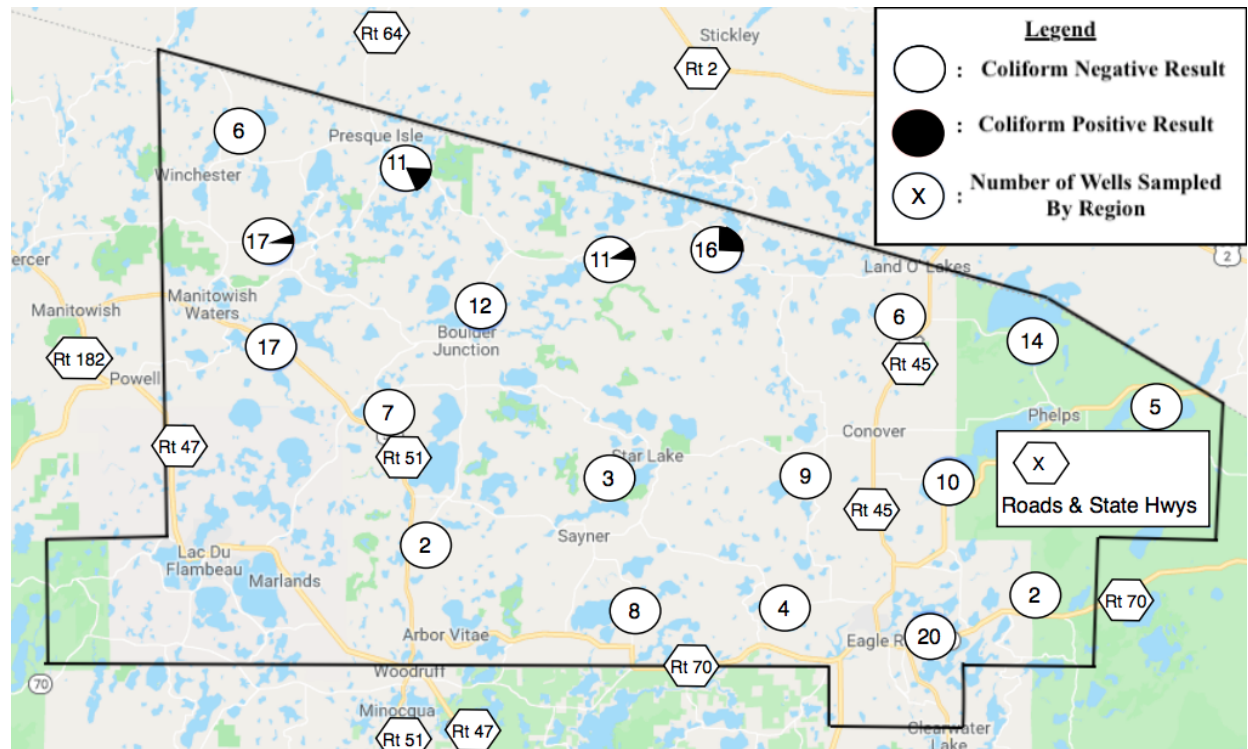 Rt 64
Stickley
Rt 2
Legend
: Coliform Negative Result
: Coliform Positive Result
X : Number of Wells Sampled
By Region
6
Presque Isle
11
Winchester
17
11
16
Land O' Lakes
2
ercer
Manitowish
Manitowish
Waters
12
Boulder
Junction
6
14
17
Rt 182
Powell
Rt 45
5
Phelps
7
Conover
Rt 47
Rt 51
Star Lake
3
9
10
X
Roads & State Hwys
Rt 45
2
Sayner
Lac Du
Flambeau
Marlands
8
4
2
Rt 70
Arbor Vitae
Eagle R
20
Woodruff
Rt 70
70
Minocqua
Rt 51
Rt 47
Clearwater
Lake